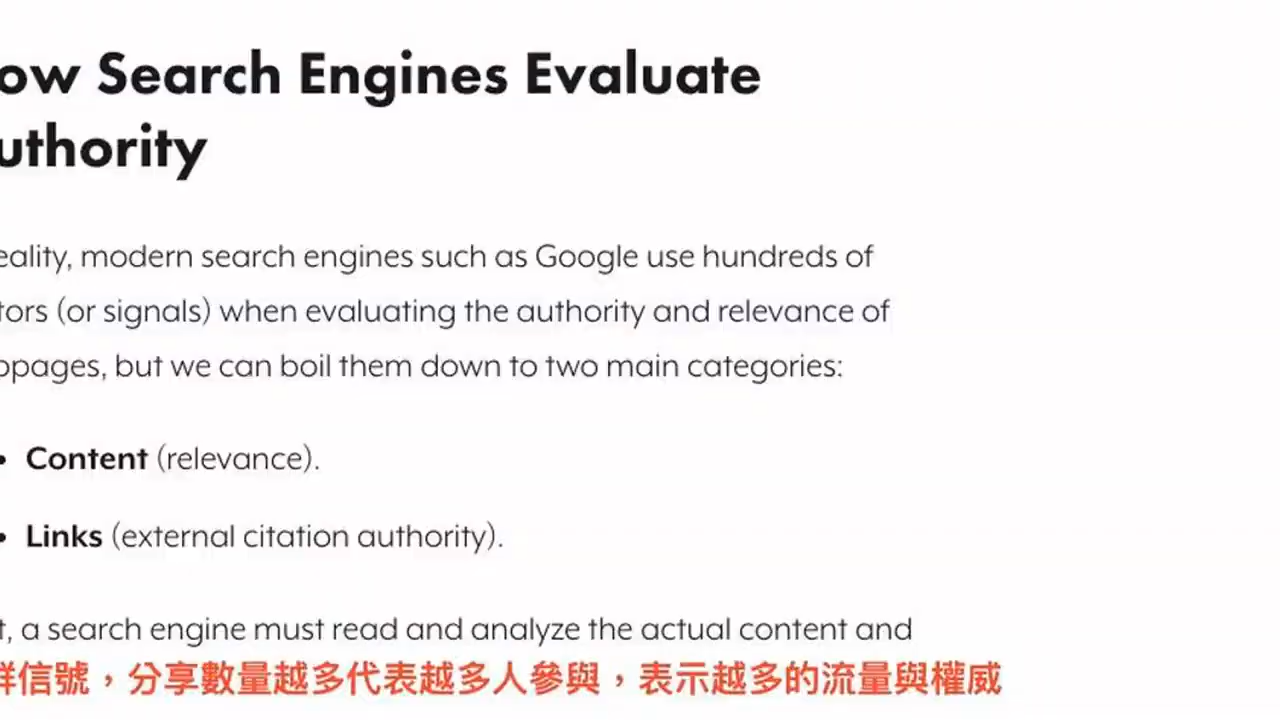 ow Search Engines Evaluate
uthority
eality, modern search engines such as Google use hundreds of
tors (or signals) when evaluating the authority and relevance of
pages, but we can boil them down to two main categories:
• Content (relevance).
• Links (external citation authority).
t, a search engine must read and analyze the actual content and
群信號，分享數量越多代表越多人參與，表示越多的流量與權威